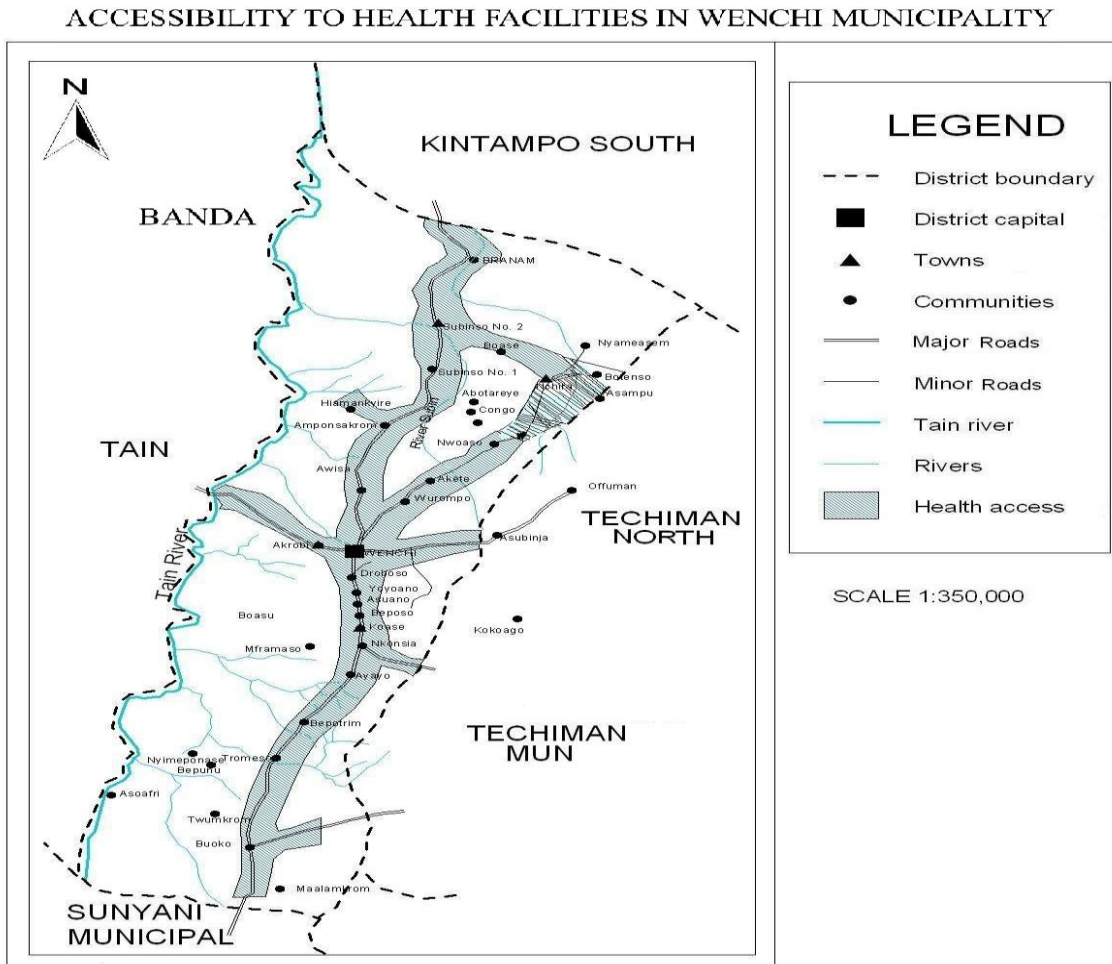 ACCESSIBILITY TO HEALTH FACILITIES IN WENCHI MUNICIPALITY
N
KINTAMPO SOUTH
BANDA
BRANAM
Subinso No. 2
Boase
Nyameasem
Subinso No. 1
Botenso
Nchira
Asampu
Abotareye
Hiamankyire
Congo
Amponsakrom
River Subin
TAIN
Nwoaso
Awisa
Akete
Offuman
Wurompo
TECHIMAN
NORTH
Asubinja
Akrobi
WENCHI
Tain River
Droboso
Yoyoano
Asuano
Beposo
Boasu
Koase
Kokoago
Mframaso
Nkonsia
Ayayo
Bepotrim
TECHIMAN
MUN
Nyimeponase
Tromeso
Bepuhu
Asoafri
Twumkrom
Buoko
Maalamkrom
SUNYANI
MUNICIPAL
LEGEND
District boundary
District capital
Towns
Communities
Major Roads
Minor Roads
Tain river
Rivers
Health access
SCALE 1:350,000